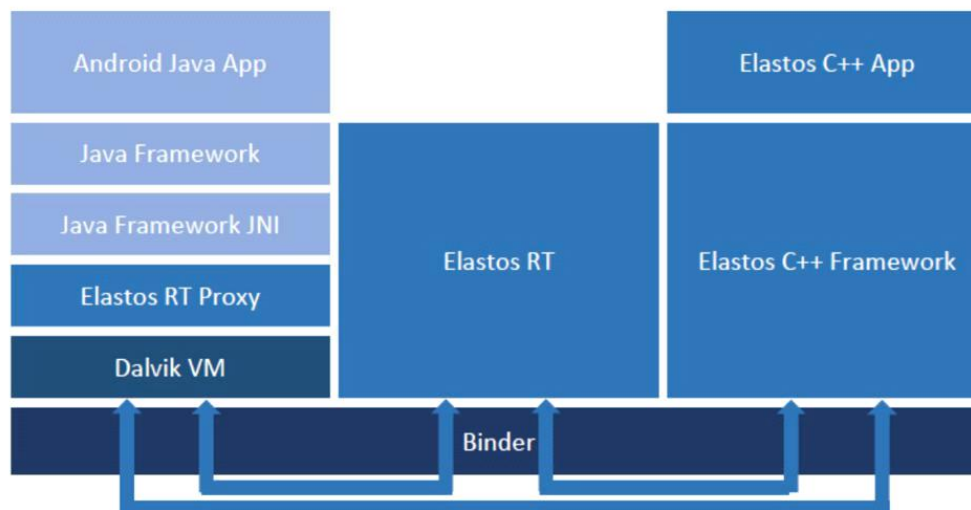 Android Java App
Elastos C++ App
Java Framework
Java Framework JNI
Elastos RT
Elastos C++ Framework
Elastos RT Proxy
Dalvik VM
Binder